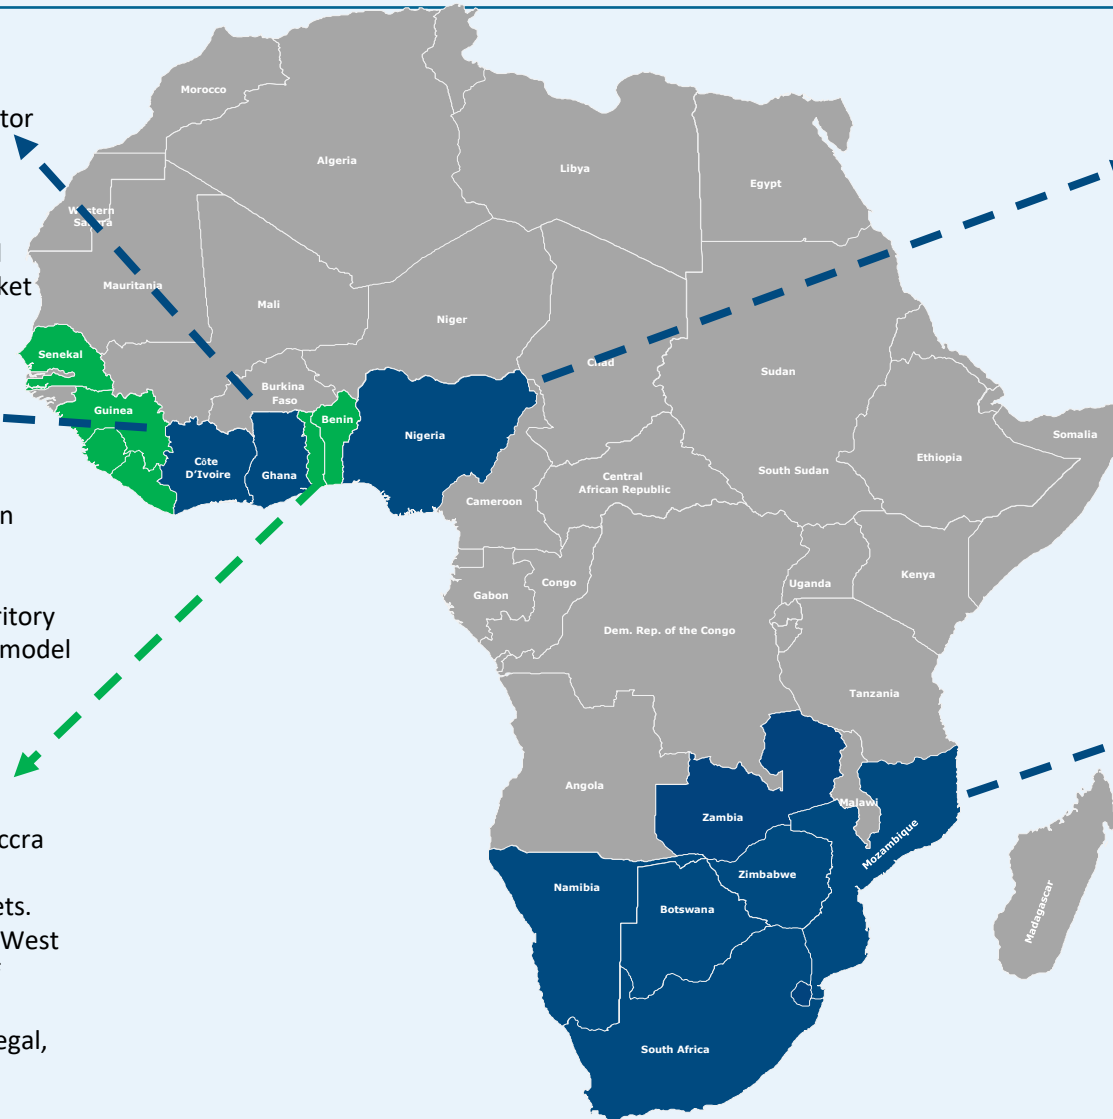 tor
ket
n
ritory
model
ccra
ets.
West
egal,
Morocco
Algeria
Libya
Egypt
Western
Sahara
Mauritania
Mali
Niger
Chad
Sudan
Senekal
Burkina
Faso
Guinea
Benin
Nigeria
Côte
D'Ivoire
Ghana
Somalia
Ethiopia
South Sudan
Central
African Republic
Cameroon
Congo
Gabon
Uganda
Kenya
Dem. Rep. of the Congo
Tanzania
Angola
Zambia
Malawi
Mozambique
Zimbabwe
Namibia
Botswana
Madagascar
South Africa